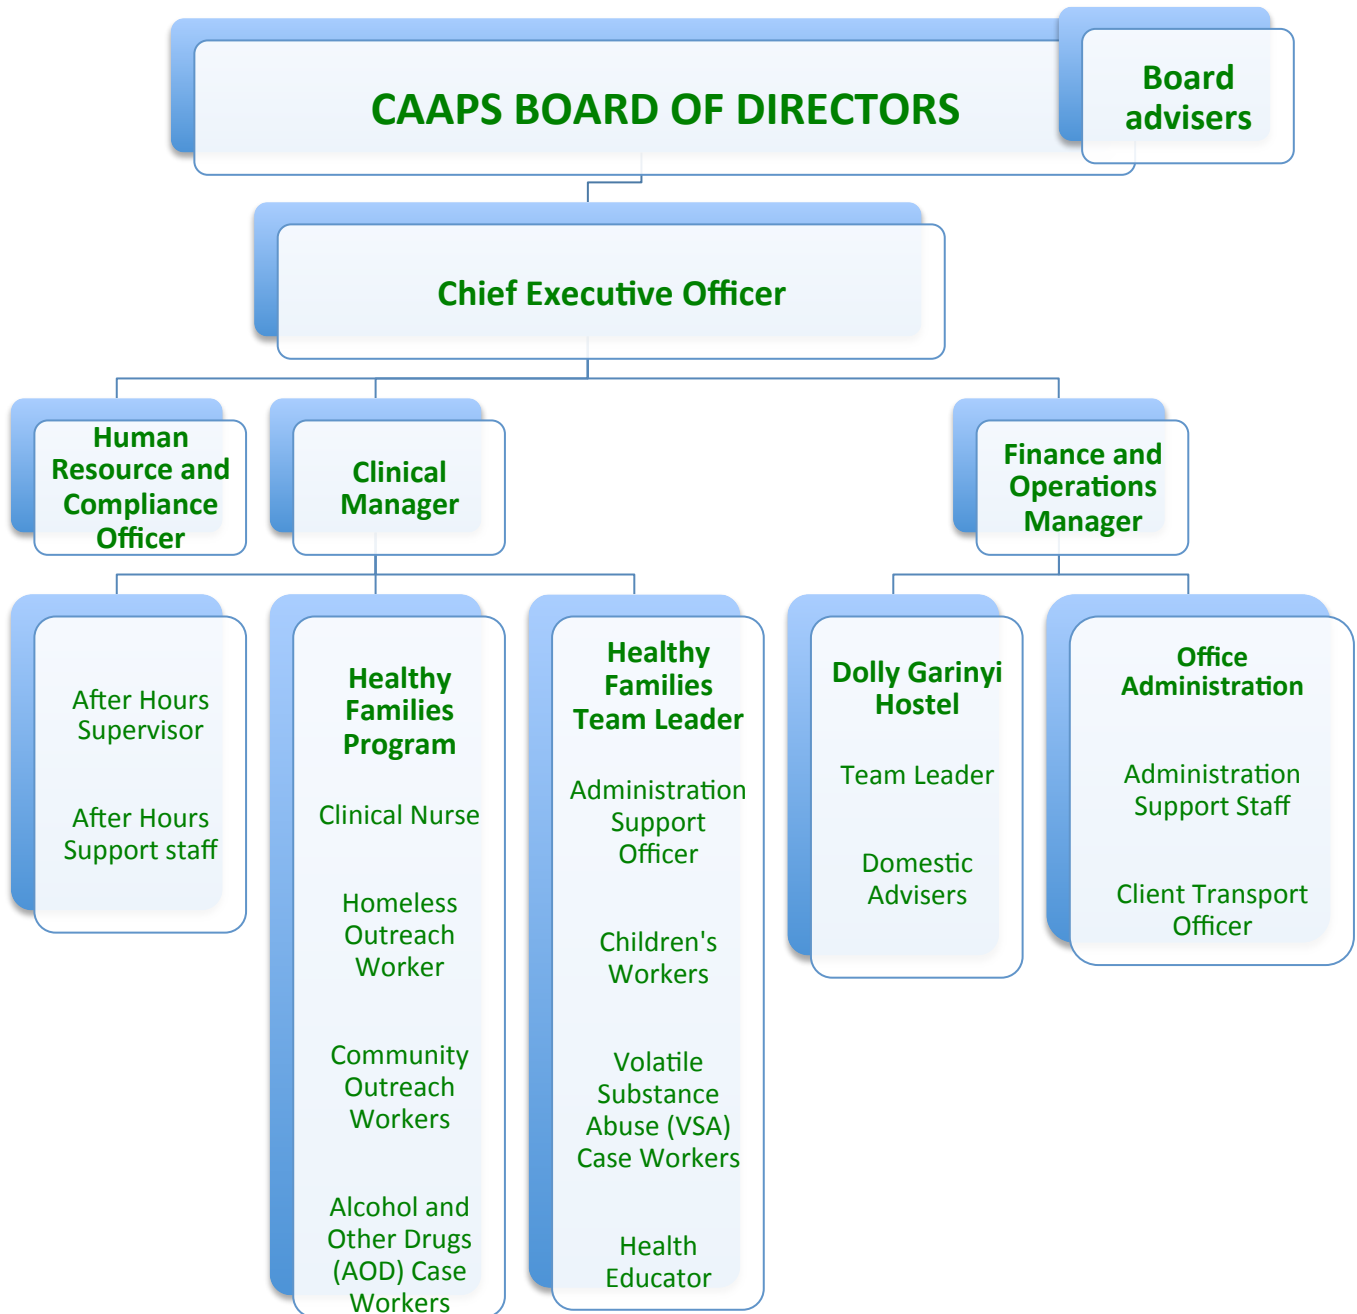 CAAPS BOARD OF DIRECTORS
Board
advisers
Chief Executive Officer
Human
Resource and
Compliance
Officer
Clinical
Manager
Finance and
Operations
Manager
After Hours
Supervisor
After Hours
Support staff
Healthy
Families
Program
Clinical Nurse
Homeless
Outreach
Worker
Community
Outreach
Workers
Alcohol and
Other Drugs
(AOD) Case
Workers
Healthy
Families
Team Leader
Administration
Support
Officer
Children's
Workers
Volatile
Substance
Abuse (VSA)
Case Workers
Health
Educator
Dolly Garinyi
Hostel
Team Leader
Domestic
Advisers
Office
Administration
Administration
Support Staff
Client Transport
Officer